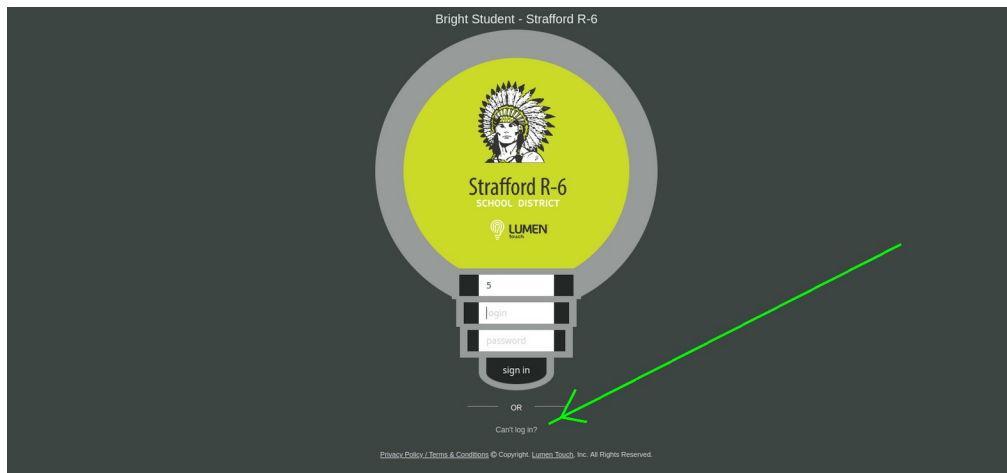 Bright Student - Strafford R-6
Strafford R-6
SCHOOL DISTRICT
LUMEN
touch
5
login
password
sign in
OR
Can't log in?
Privacy Policy / Terms & Conditions © Copyright. Lumen Touch, Inc. All Rights Reserved.